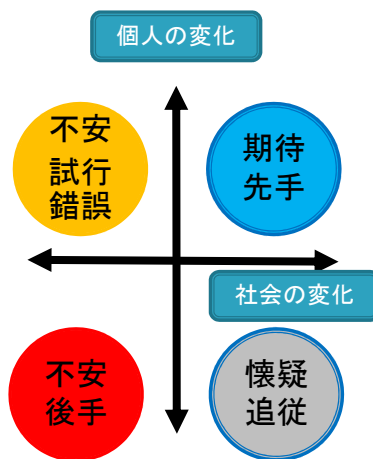 個人の変化
不安
試行
錯誤
期待
先手
社会の変化
不安
後手
懐疑
追従